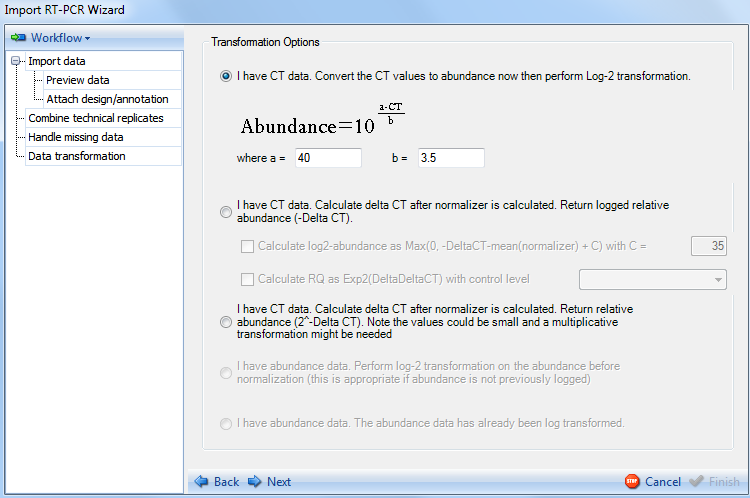 Import RT-PCR Wizard
Workflow
Import data
Preview data
Attach design/annotation
Combine technical replicates
Handle missing data
Data transformation
Transformation Options
I have CT data. Convert the CT values to abundance now then perform Log-2 transformation.
Abundance=10^(a-CT/b)
where a = 40 b = 3.5
I have CT data. Calculate delta CT after normalizer is calculated. Return logged relative
abundance (-Delta CT).
Calculate log2-abundance as Max(0, -DeltaCT-mean(normalizer) + C) with C = 35
Calculate RQ as Exp2(DeltaDeltaCT) with control level
I have CT data. Calculate delta CT after normalizer is calculated. Return relative
abundance (2^-Delta CT). Note the values could be small and a multiplicative
transformation might be needed
I have abundance data. Perform log-2 transformation on the abundance before
normalization (this is appropriate if abundance is not previously logged)
I have abundance data. The abundance data has already been log transformed.
Back Next STOP Cancel Finish